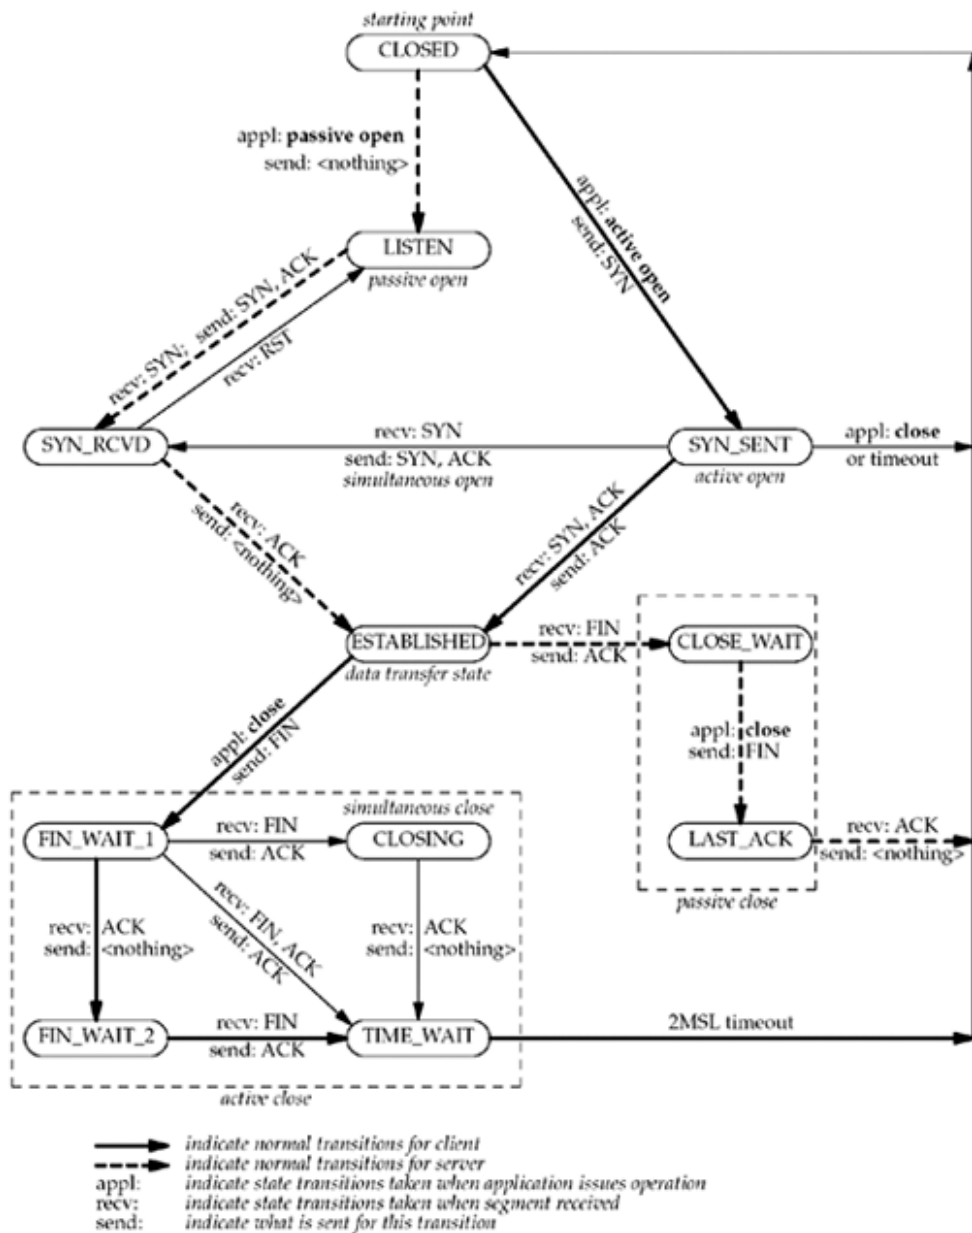 starting point
CLOSED
appl: passive open
send: <nothing>
appl: active open
send: SYN
LISTEN
passive open
recv: SYN; send: SYN, ACK
recv: RST
SYN_RCVD
recv: SYN
send: SYN, ACK
simultaneous open
SYN_SENT
active open
appl: close
or timeout
recv: ACK
send: <nothing>
recv: SYN, ACK
send: ACK
ESTABLISHED
data transfer state
recv: FIN
send: ACK
CLOSE_WAIT
appl: close
send: FIN
appl: close
send: FIN
simultaneous close
FIN_WAIT_1
recv: FIN
send: ACK
CLOSING
LAST_ACK
recv: ACK
send: <nothing>
passive close
recv: ACK
send: <nothing>
recv: FIN, ACK
send: ACK
recv: ACK
send: <nothing>
FIN_WAIT_2
recv: FIN
send: ACK
TIME_WAIT
2MSL timeout
active close
indicate normal transitions for client
indicate normal transitions for server
appl: indicate state transitions taken when application issues operation
recv: indicate state transitions taken when segment received
send: indicate what is sent for this transition